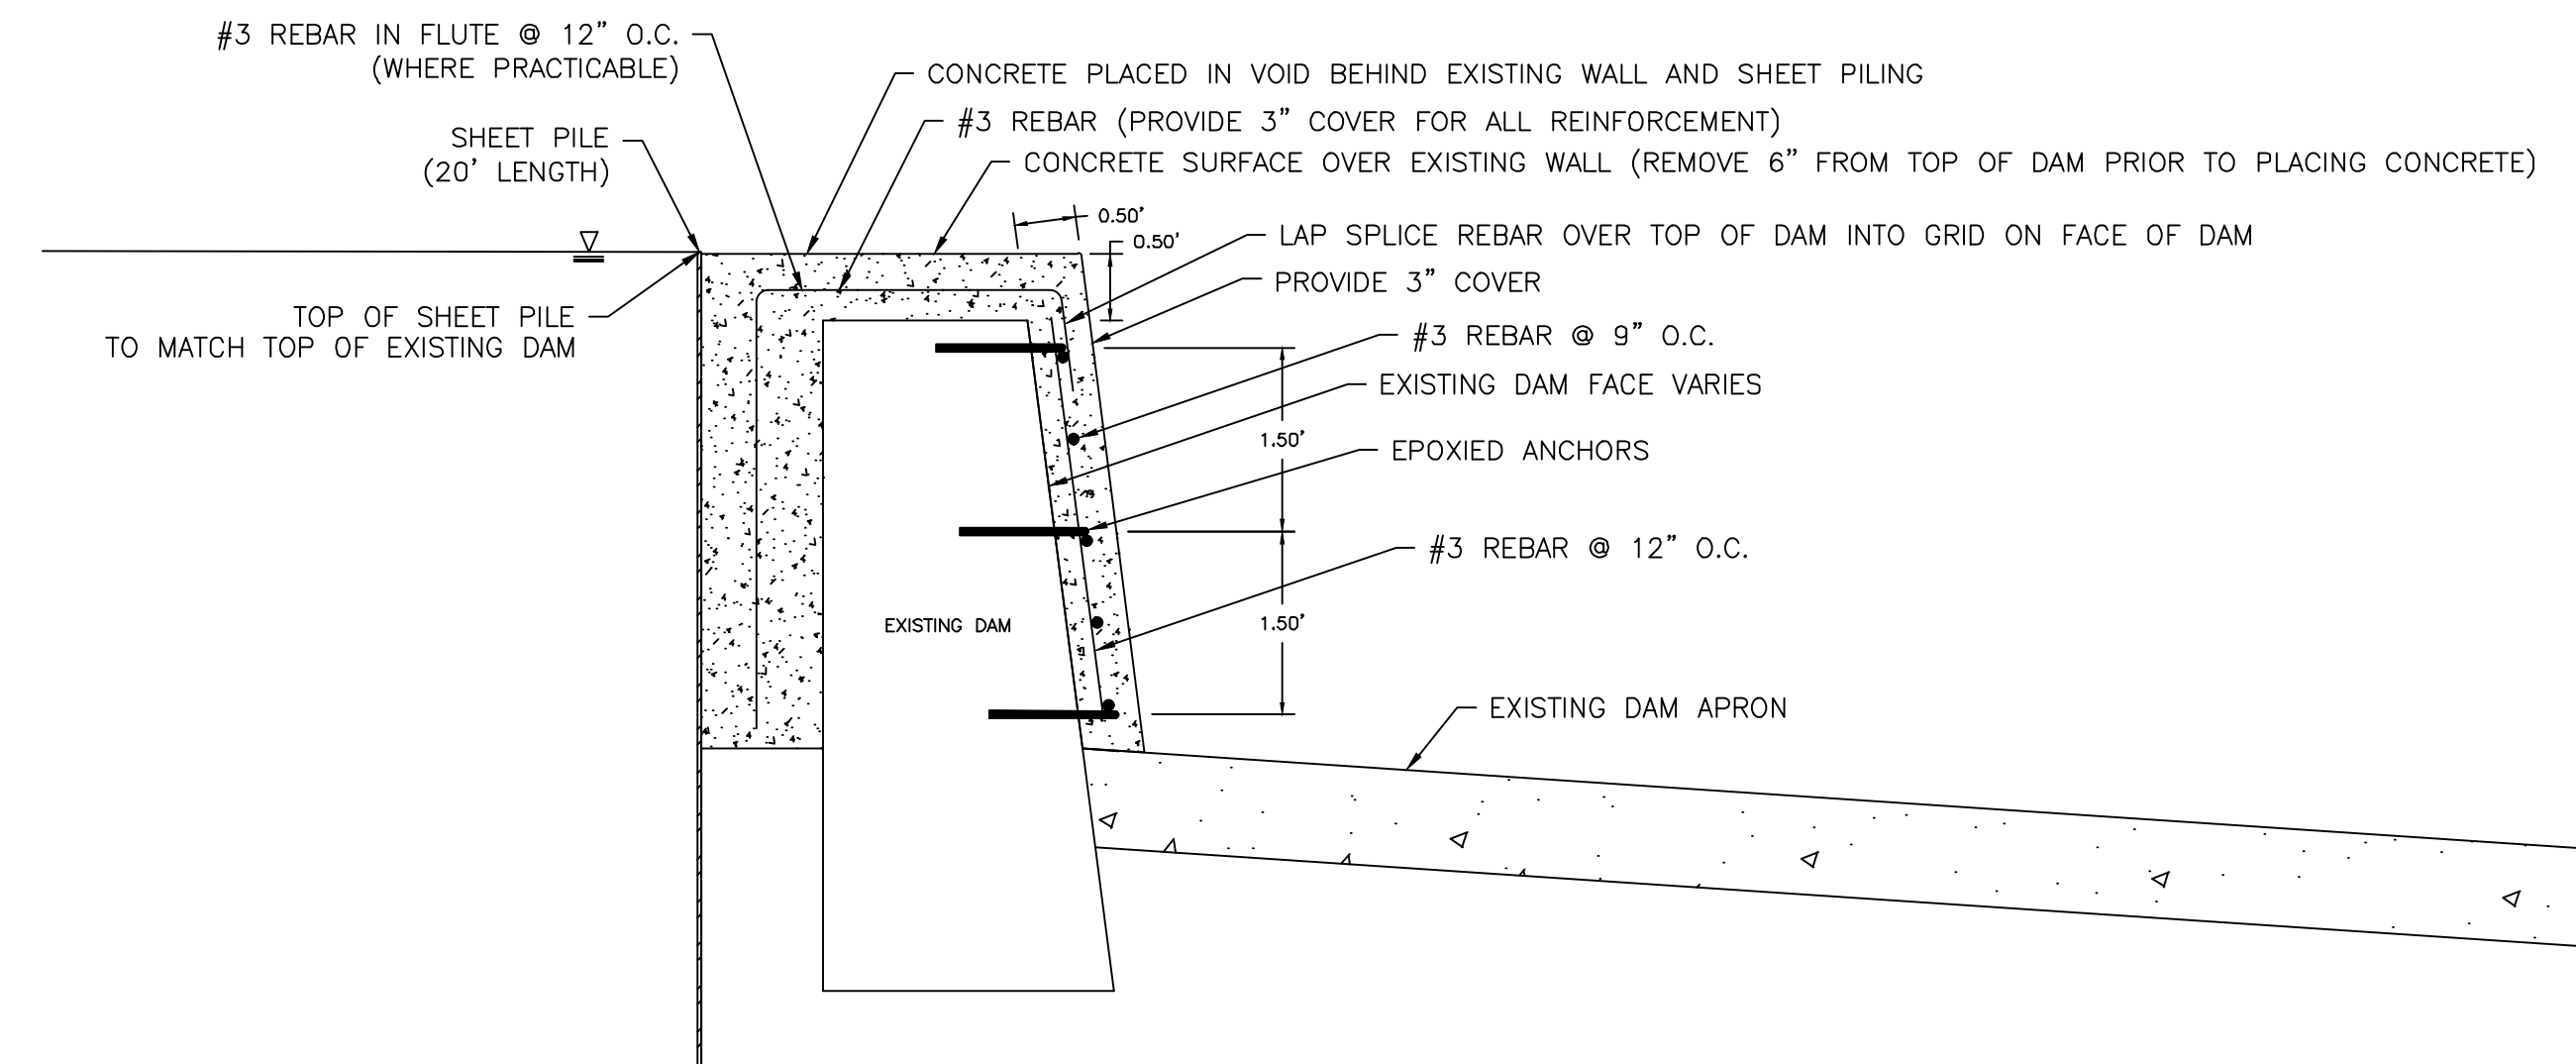 #3 REBAR IN FLUTE @ 12" O.C.
(WHERE PRACTICABLE)
CONCRETE PLACED IN VOID BEHIND EXISTING WALL AND SHEET PILING
#3 REBAR (PROVIDE 3" COVER FOR ALL REINFORCEMENT)
SHEET PILE
(20' LENGTH)
CONCRETE SURFACE OVER EXISTING WALL (REMOVE 6" FROM TOP OF DAM PRIOR TO PLACING CONCRETE)
0.50'
0.50'
LAP SPLICE REBAR OVER TOP OF DAM INTO GRID ON FACE OF DAM
PROVIDE 3" COVER
TOP OF SHEET PILE
TO MATCH TOP OF EXISTING DAM
#3 REBAR @ 9" O.C.
EXISTING DAM FACE VARIES
1.50'
EPOXIED ANCHORS
#3 REBAR @ 12" O.C.
1.50'
EXISTING DAM
EXISTING DAM APRON